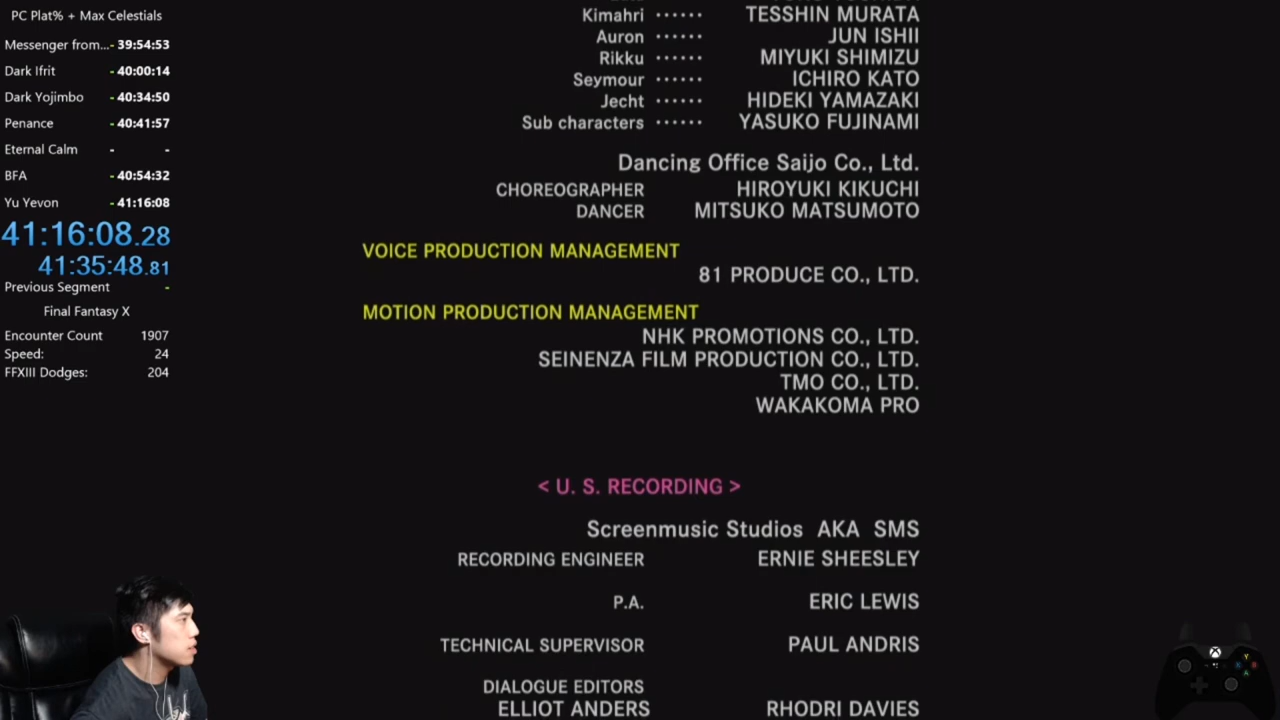 PC Plat% + Max Celestials
Messenger from... - 39:54:53
Dark Ifrit - 40:00:14
Dark Yojimbo - 40:34:50
Penance - 40:41:57
Eternal Calm - -
BFA - 40:54:32
Yu Yevon - 41:16:08
41:16:08.28
41:35:48.81
Previous Segment -
Final Fantasy X
Encounter Count 1907
Speed: 24
FFXIII Dodges: 204
Kimahri ······ TESSHIN MURATA
Auron ······ JUN ISHII
Rikku ······ MIYUKI SHIMIZU
Seymour ······ ICHIRO KATO
Jecht ······ HIDEKI YAMAZAKI
Sub characters ······ YASUKO FUJINAMI
Dancing Office Saijo Co., Ltd.
CHOREOGRAPHER HIROYUKI KIKUCHI
DANCER MITSUKO MATSUMOTO
VOICE PRODUCTION MANAGEMENT
81 PRODUCE CO., LTD.
MOTION PRODUCTION MANAGEMENT
NHK PROMOTIONS CO., LTD.
SEINENZA FILM PRODUCTION CO., LTD.
TMO CO., LTD.
WAKAKOMA PRO
< U. S. RECORDING >
Screenmusic Studios AKA SMS
RECORDING ENGINEER ERNIE SHEESLEY
P.A. ERIC LEWIS
TECHNICAL SUPERVISOR PAUL ANDRIS
DIALOGUE EDITORS
ELLIOT ANDERS RHODRI DAVIES